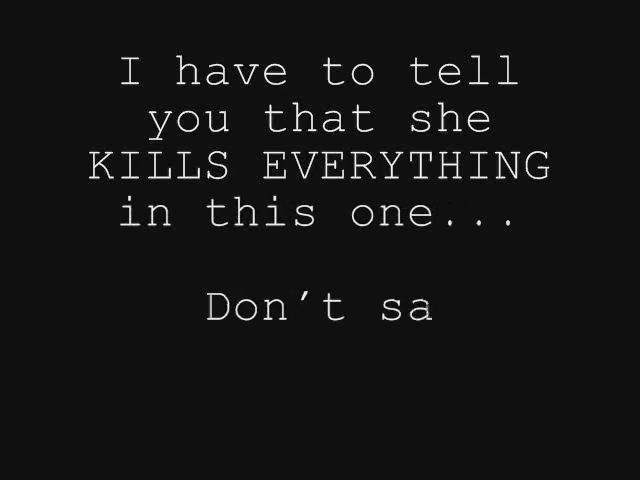 I have to tell
you that she
KILLS EVERYTHING
in this one...
Don't sa